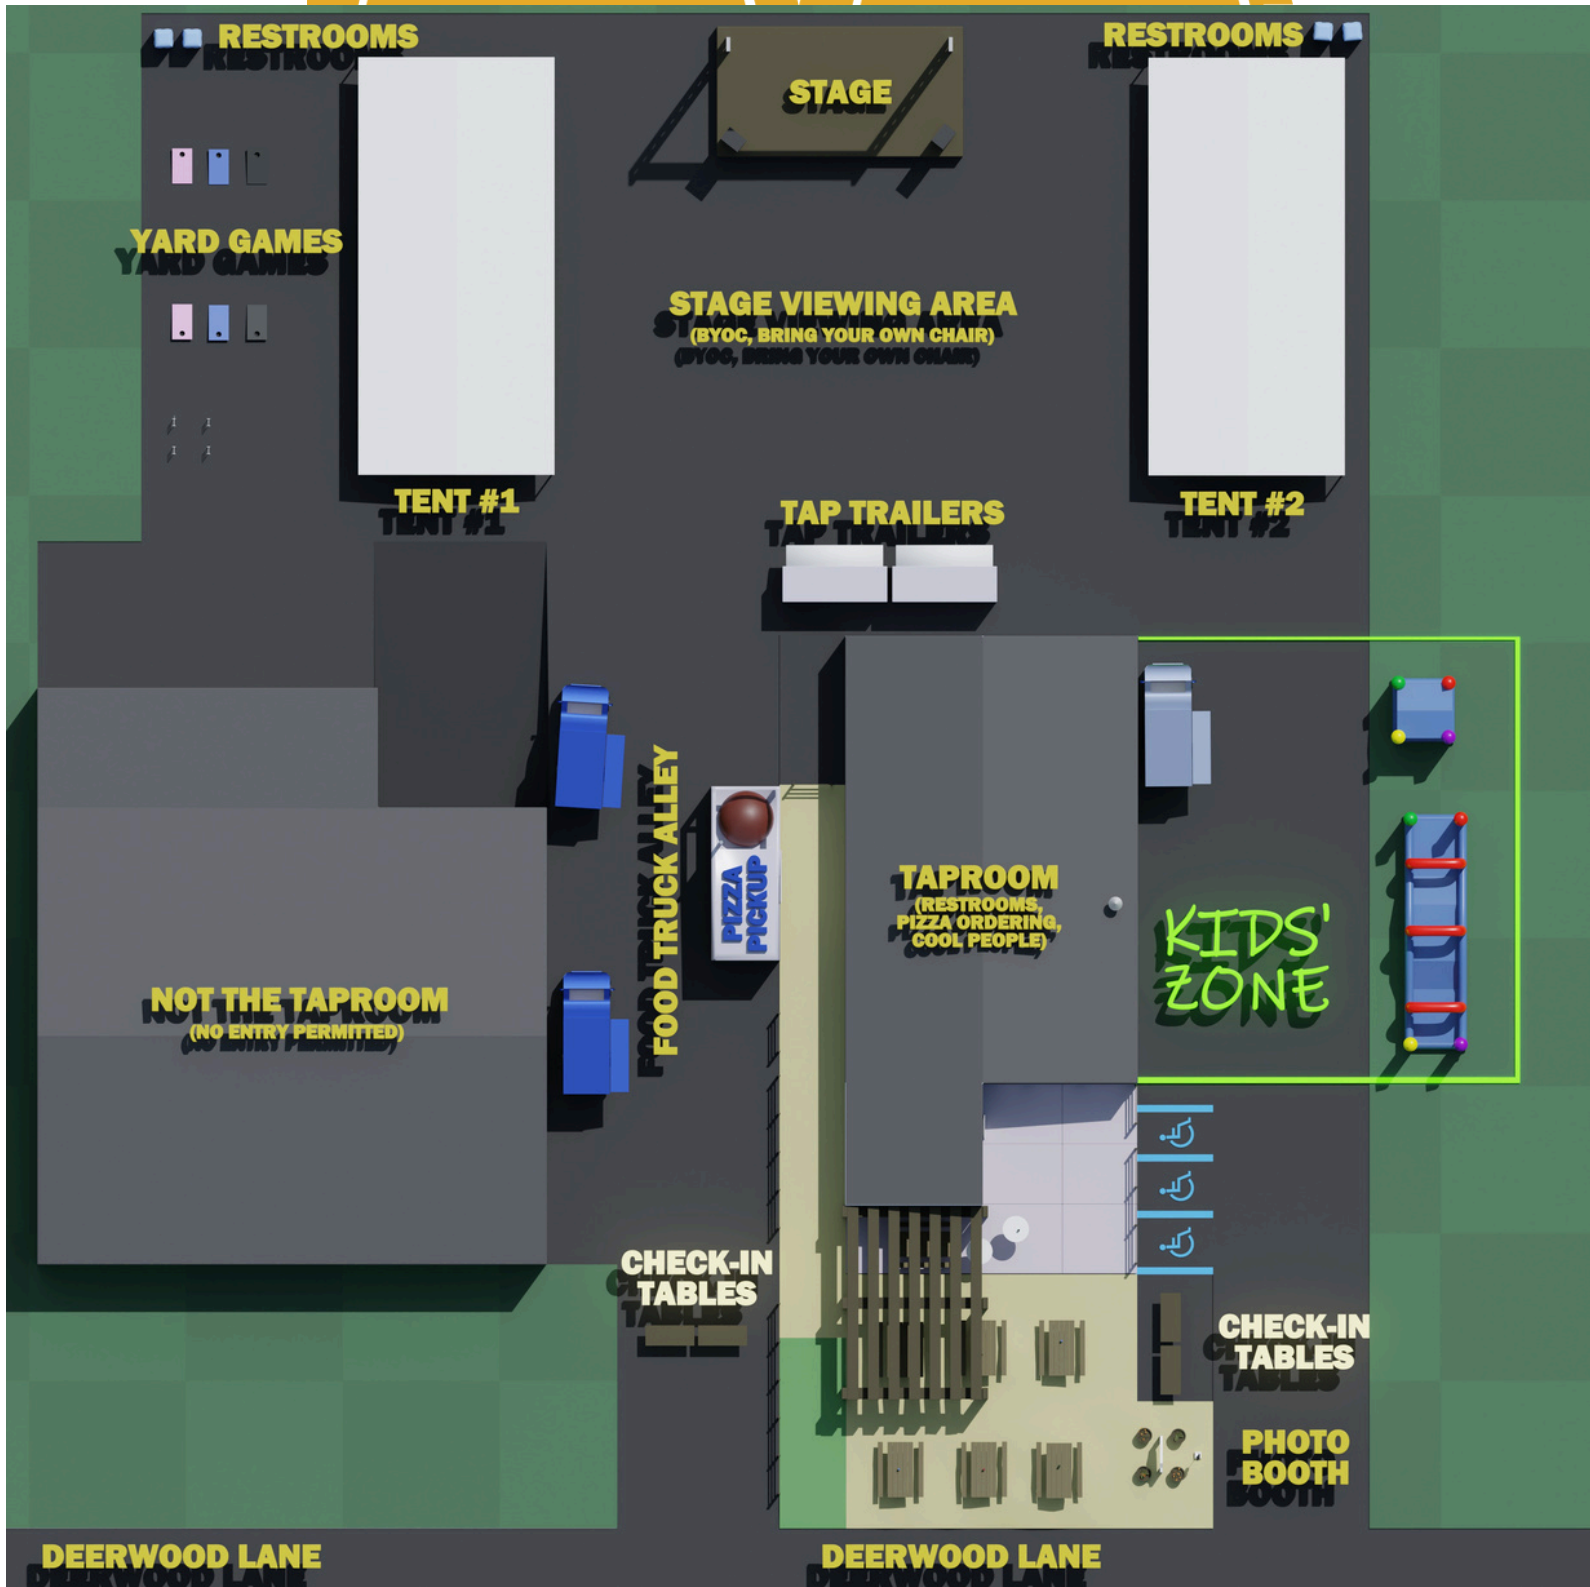 RESTROOMS
RESTROOMS
STAGE
YARD GAMES
STAGE VIEWING AREA
(BYOC, BRING YOUR OWN CHAIR)
TENT #1
TENT #2
TAP TRAILERS
FOOD TRUCK ALLEY
PIZZA
PICKUP
TAPROOM
(RESTROOMS,
PIZZA ORDERING,
COOL PEOPLE)
KIDS'
ZONE
NOT THE TAPROOM
(NO ENTRY PERMITTED)
CHECK-IN
TABLES
CHECK-IN
TABLES
PHOTO
BOOTH
DEERWOOD LANE
DEERWOOD LANE